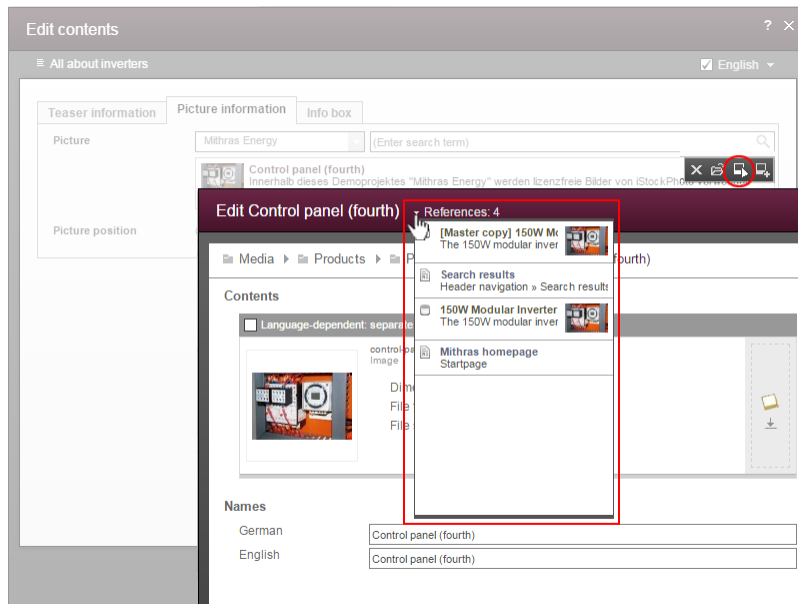 Edit contents
?
All about inverters
English
Teaser information
Picture information
Info box
Picture
Mithras Energy
(Enter search term)
Control panel (fourth)
Innerhalb dieses Demoprojektes "Mithras Energy" werden lizenzfreie Bilder von iStockPhoto
Picture position
Edit Control panel (fourth)
References: 4
[Master copy] 150W
The 150W modular inver
Media
Products
P
ourth)
Search results
Header navigation » Search results
Contents
150W Modular Inverter
The 150W modular inver
Language-dependent: separate
control-pa
Image
Mithras homepage
Startpage
Dim
File
File
Names
German
Control panel (fourth)
English
Control panel (fourth)